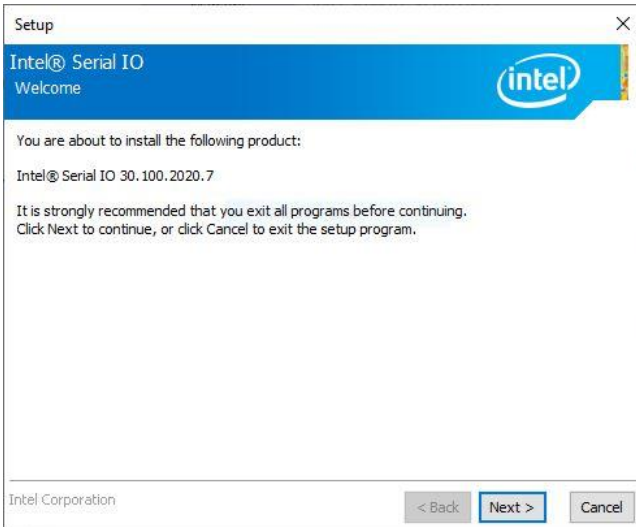 Setup
Intel® Serial IO
Welcome
intel
You are about to install the following product:
Intel® Serial IO 30.100.2020.7
It is strongly recommended that you exit all programs before continuing.
Click Next to continue, or click Cancel to exit the setup program.
Intel Corporation
< Back Next > Cancel